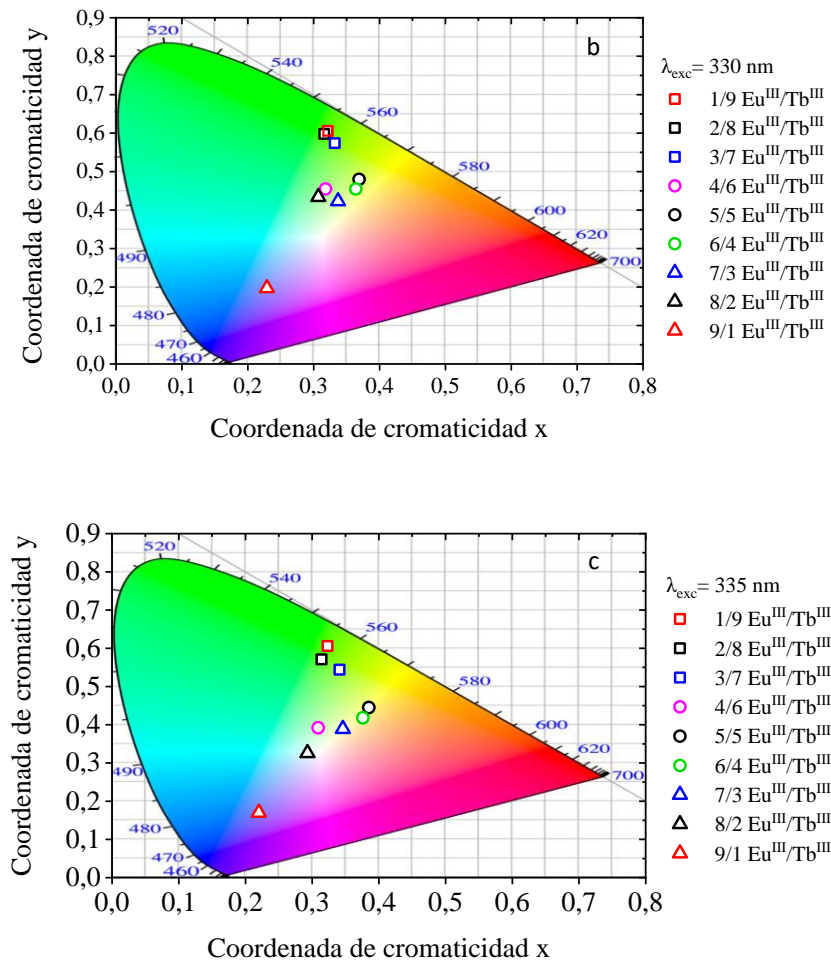 b
0,9
0,8
0,7
0,6
0,5
0,4
0,3
0,2
0,1
0,0
Coordenada de cromaticidad y
520
540
560
580
600
620
700
490
480
470
460
0,0 0,1 0,2 0,3 0,4 0,5 0,6 0,7 0,8
Coordenada de cromaticidad x
λexc= 330 nm
1/9 EuIII/TbIII
2/8 EuIII/TbIII
3/7 EuIII/TbIII
4/6 EuIII/TbIII
5/5 EuIII/TbIII
6/4 EuIII/TbIII
7/3 EuIII/TbIII
8/2 EuIII/TbIII
9/1 EuIII/TbIII
c
0,9
0,8
0,7
0,6
0,5
0,4
0,3
0,2
0,1
0,0
Coordenada de cromaticidad y
520
540
560
580
600
620
700
490
480
470
460
0,0 0,1 0,2 0,3 0,4 0,5 0,6 0,7 0,8
Coordenada de cromaticidad x
λexc= 335 nm
1/9 EuIII/TbIII
2/8 EuIII/TbIII
3/7 EuIII/TbIII
4/6 EuIII/TbIII
5/5 EuIII/TbIII
6/4 EuIII/TbIII
7/3 EuIII/TbIII
8/2 EuIII/TbIII
9/1 EuIII/TbIII